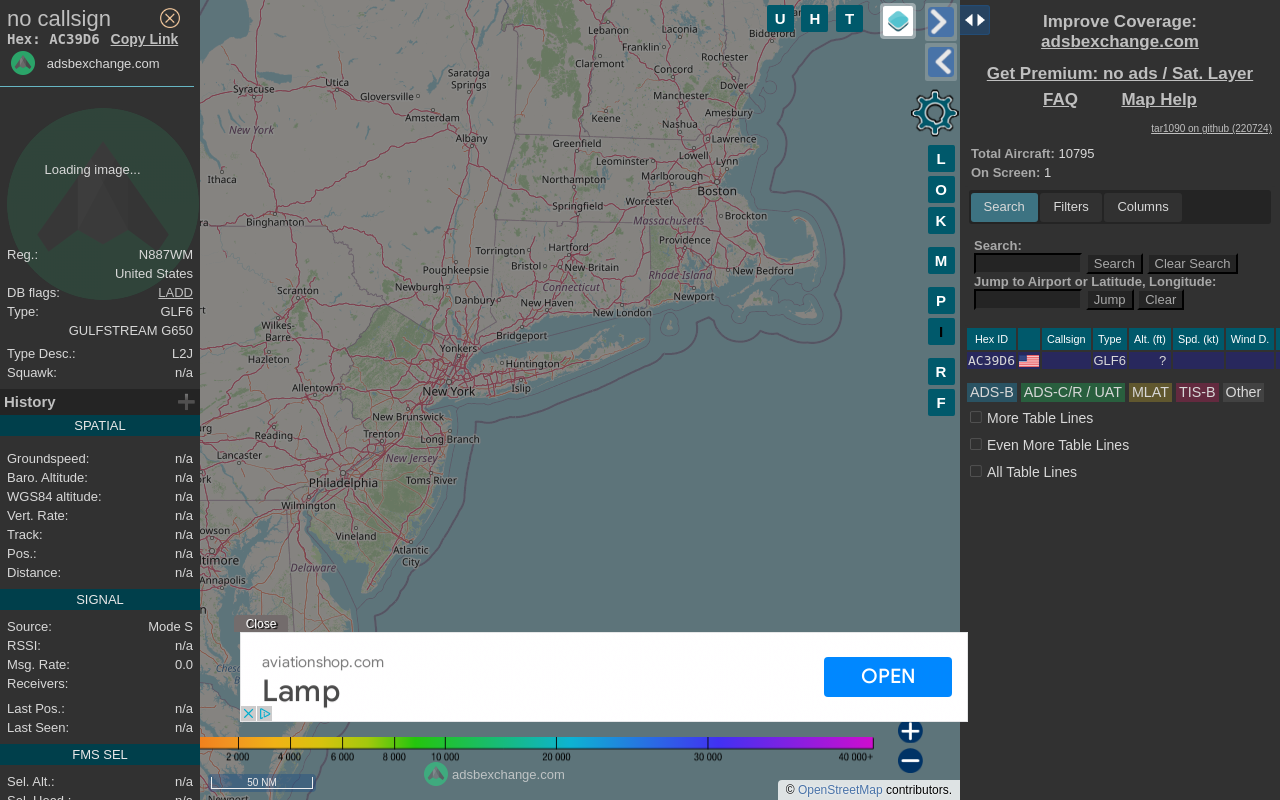 no callsign
Hex: AC39D6 Copy Link
adsbexchange.com
Loading image...
Reg.: N887WM
United States
DB flags: LADD
Type: GLF6
GULFSTREAM G650
Type Desc.: L2J
Squawk: n/a
History
SPATIAL
Groundspeed: n/a
Baro. Altitude: n/a
WGS84 altitude: n/a
Vert. Rate: n/a
Track: n/a
Pos.: n/a
Distance: n/a
SIGNAL
Source: Mode S
RSSI: n/a
Msg. Rate: 0.0
Receivers:
Last Pos.: n/a
Last Seen: n/a
FMS SEL
Sel. Alt.: n/a
U H T
L
O
K
M
P
I
R
F
Lebanon
Laconia
Biddeford
Franklin
Claremont
Rochester
Concord
Dover
Saratoga
Springs
Utica
Syracuse
Gloversville
Manchester
Amesbury
Amsterdam
Keene
Nashua
New York
Albany
Lawrence
Greenfield
Lowell
Lynn
Leominster
Marlborough
Ithaca
Northampton
Boston
Worcester
Springfield
Brockton
Binghamton
Massachusetts
Providence
Torrington
Hartford
Bristol
New Britain
New Bedford
Poughkeepsie
Connecticut
Rhode Island
Newburgh
Danbury
New Haven
Newport
New London
Scranton
Wilkes-
Barre
Bridgeport
Yonkers
Hazleton
Huntington
Allentown
New York
Islip
New Brunswick
Reading
Trenton
Long Branch
Lancaster
New Jersey
Philadelphia
Toms River
Wilmington
Vineland
Atlantic
City
Annapolis
Delaware
Close
aviationshop.com
Lamp
OPEN
2 000 4 000 6 000 8 000 10 000 20 000 30 000 40 000+
adsbexchange.com
50 NM
© OpenStreetMap contributors.
Improve Coverage:
adsbexchange.com
Get Premium: no ads / Sat. Layer
FAQ Map Help
tar1090 on github (220724)
Total Aircraft: 10795
On Screen: 1
Search Filters Columns
Search:
Search Clear Search
Jump to Airport or Latitude, Longitude:
Jump Clear
Hex ID Callsign Type Alt. (ft) Spd. (kt) Wind D.
AC39D6 GLF6 ?
ADS-B ADS-C/R / UAT MLAT TIS-B Other
More Table Lines
Even More Table Lines
All Table Lines